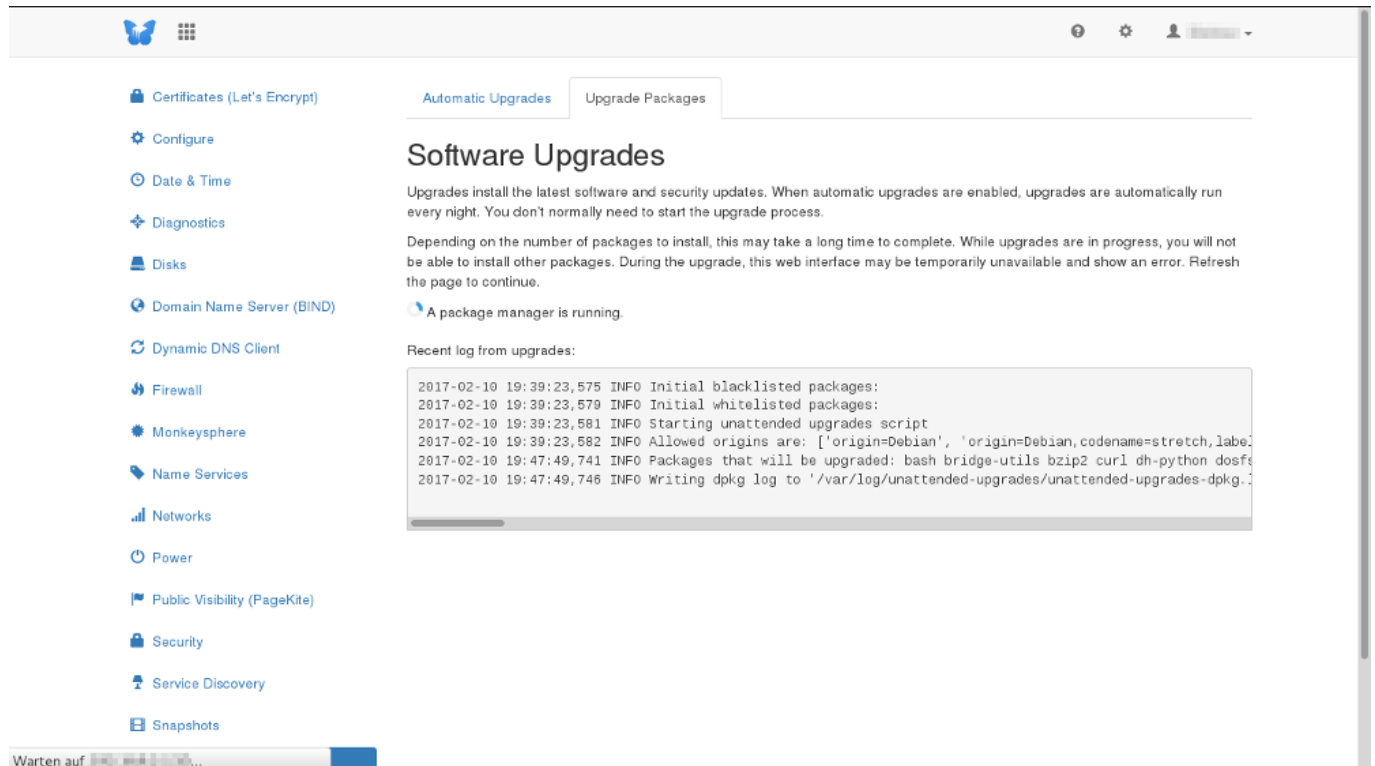 Certificates (Let's Encrypt)
Configure
Date & Time
Diagnostics
Disks
Domain Name Server (BIND)
Dynamic DNS Client
Firewall
Monkeysphere
Name Services
Networks
Power
Public Visibility (PageKite)
Security
Service Discovery
Snapshots
Automatic Upgrades
Upgrade Packages
Software Upgrades
Upgrades install the latest software and security updates. When automatic upgrades are enabled, upgrades are automatically run
every night. You don't normally need to start the upgrade process.
Depending on the number of packages to install, this may take a long time to complete. While upgrades are in progress, you will not
be able to install other packages. During the upgrade, this web interface may be temporarily unavailable and show an error. Refresh
the page to continue.
A package manager is running.
Recent log from upgrades:
2017-02-10 19:39:23,575 INFO Initial blacklisted packages:
2017-02-10 19:39:23,579 INFO Initial whitelisted packages:
2017-02-10 19:39:23,581 INFO Starting unattended upgrades script
2017-02-10 19:39:23,582 INFO Allowed origins are: ['origin=Debian', 'origin=Debian,codename=stretch,label
2017-02-10 19:47:49,741 INFO Packages that will be upgraded: bash bridge-utils bzip2 curl dh-python dosfs
2017-02-10 19:47:49,746 INFO Writing dpkg log to '/var/log/unattended-upgrades/unattended-upgrades-dpkg.l
Warten auf